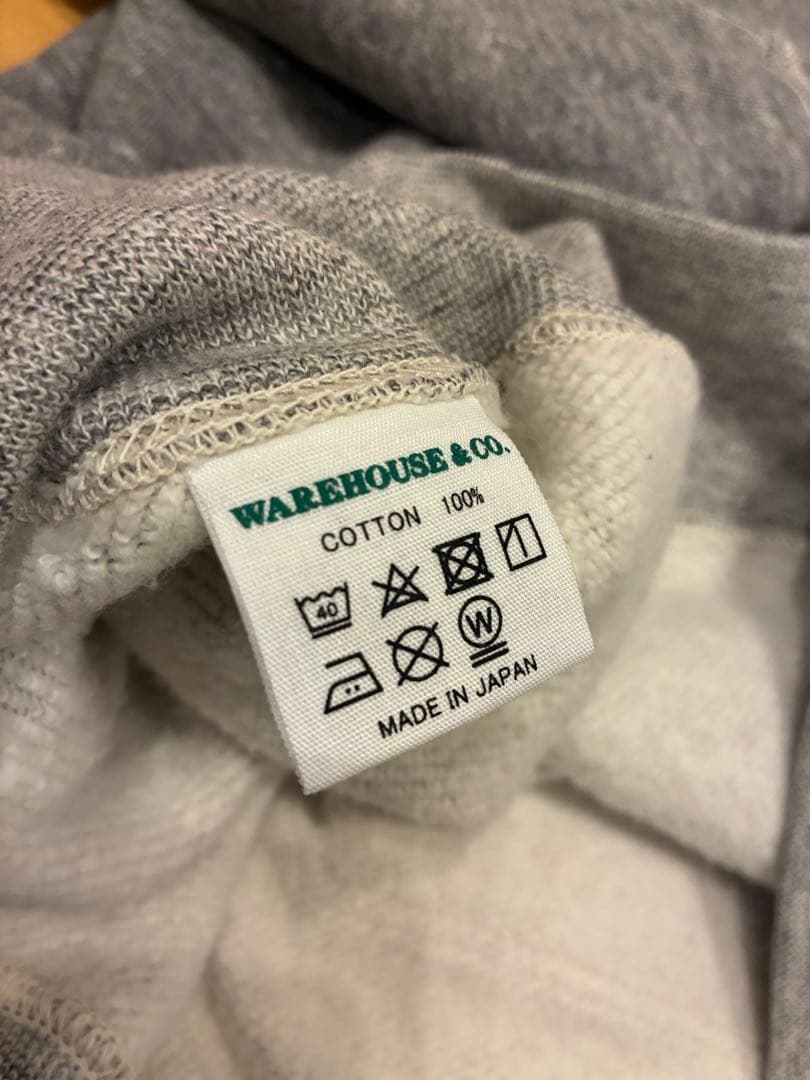 WAREHOUSE & CO.
COTTON 100%
40
W
MADE IN JAPAN